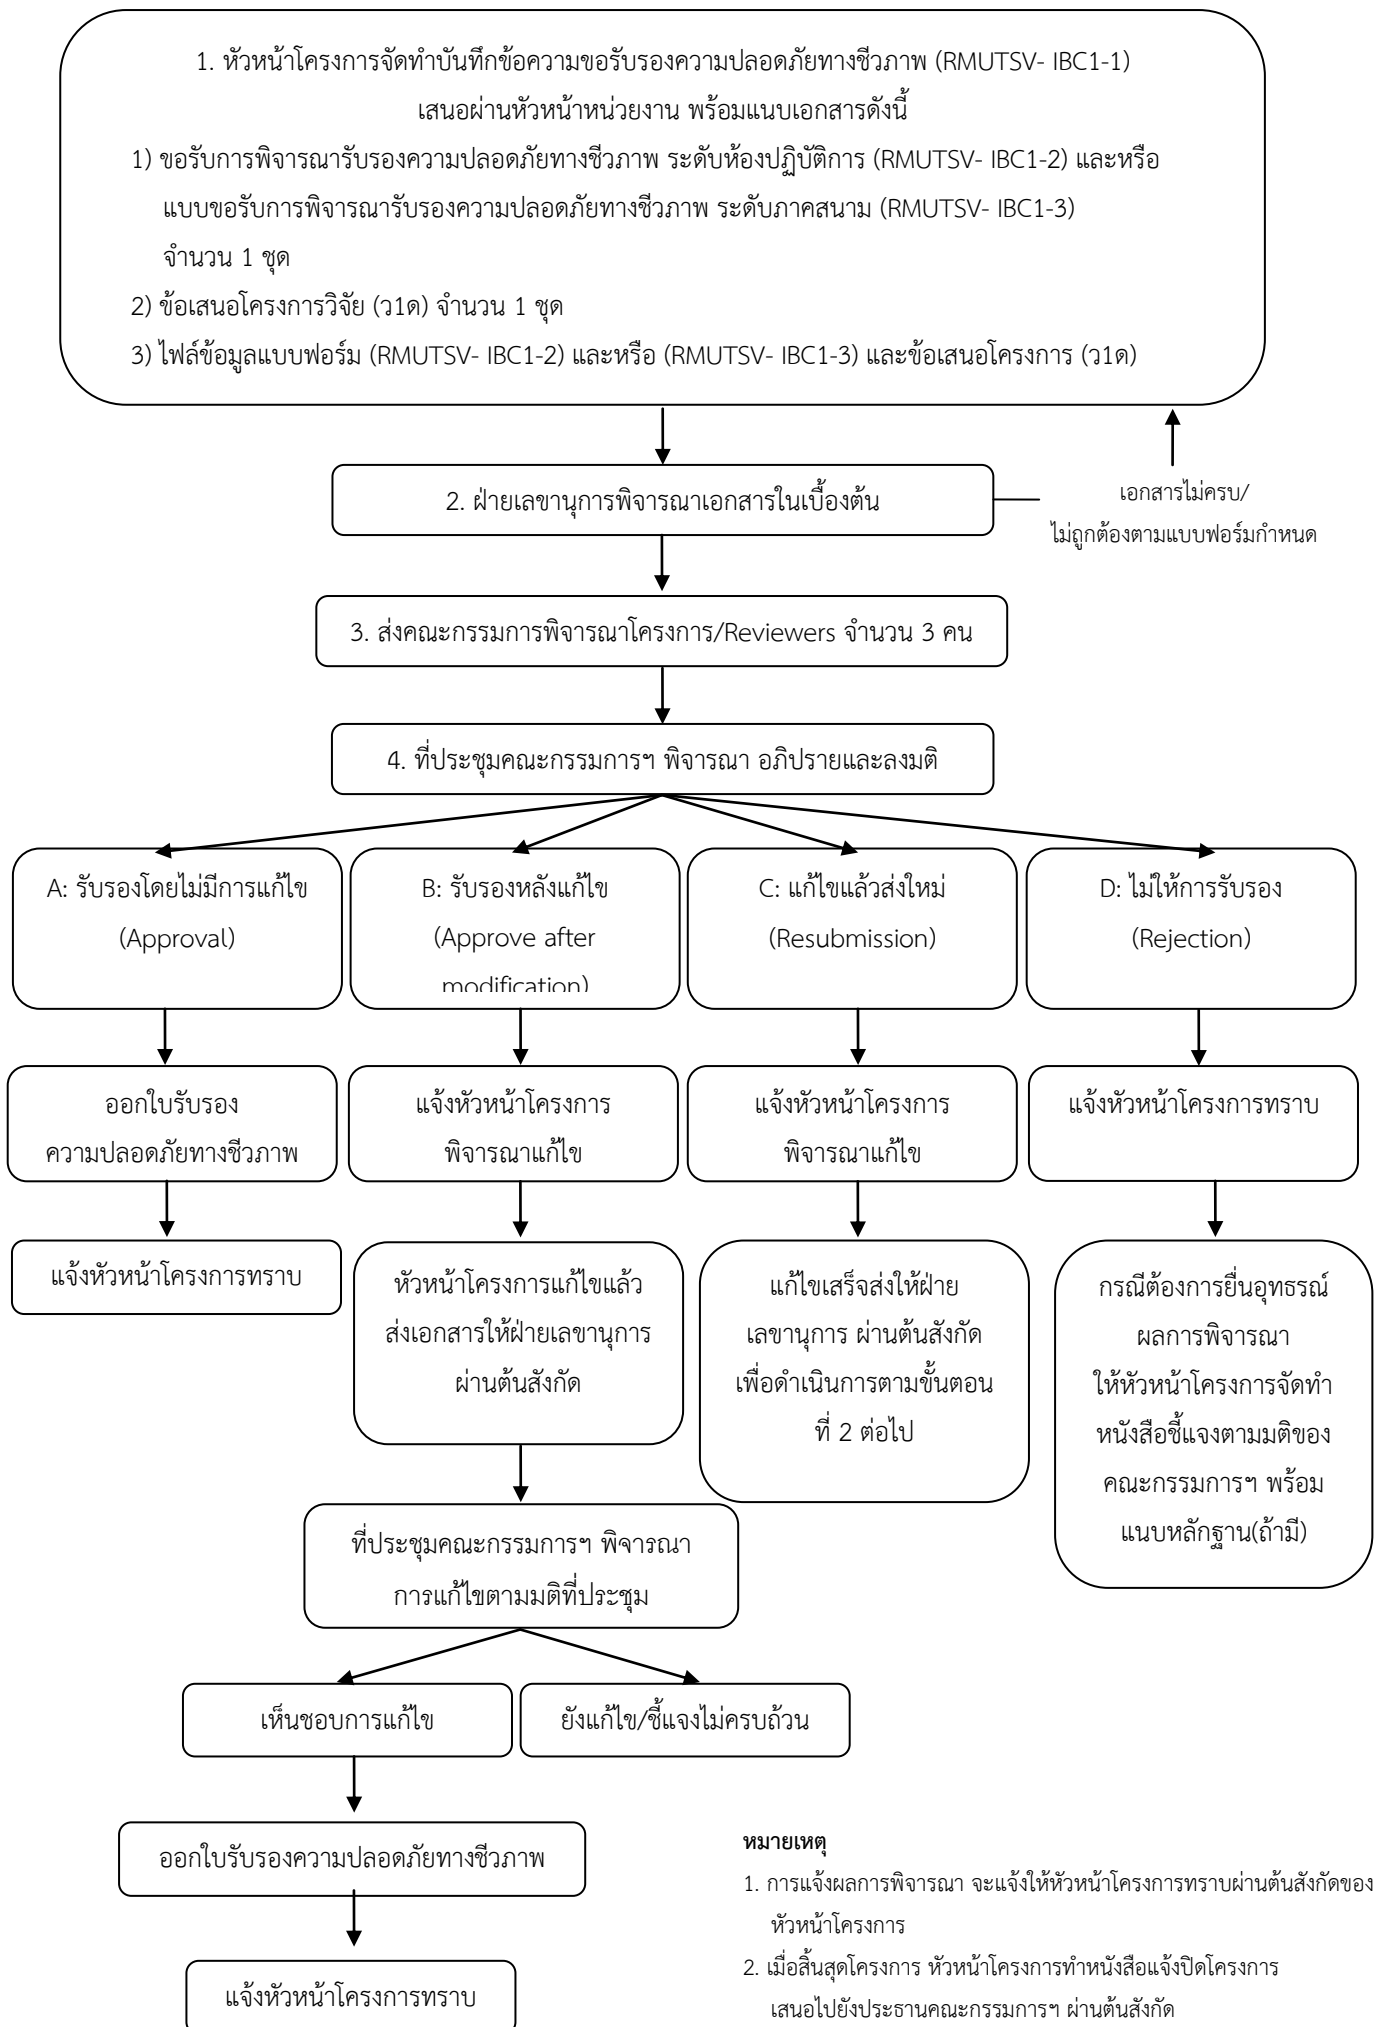 1. หัวหน้าโครงการจัดทำบันทึกข้อความขอรับรองความปลอดภัยทางชีวภาพ (RMUTSV- IBC1-1)
เสนอผ่านหัวหน้าหน่วยงาน พร้อมแนบเอกสารดังนี้
1) ขอรับการพิจารณารับรองความปลอดภัยทางชีวภาพ ระดับห้องปฏิบัติการ (RMUTSV- IBC1-2) และหรือ
แบบขอรับการพิจารณารับรองความปลอดภัยทางชีวภาพ ระดับภาคสนาม (RMUTSV- IBC1-3)
จำนวน 1 ชุด
2) ข้อเสนอโครงการวิจัย (ว1ด) จำนวน 1 ชุด
3) ไฟล์ข้อมูลแบบฟอร์ม (RMUTSV- IBC1-2) และหรือ (RMUTSV- IBC1-3) และข้อเสนอโครงการ (ว1ด)
2. ฝ่ายเลขานุการพิจารณาเอกสารในเบื้องต้น
เอกสารไม่ครบ/
ไม่ถูกต้องตามแบบฟอร์มกำหนด
3. ส่งคณะกรรมการพิจารณาโครงการ/Reviewers จำนวน 3 คน
4. ที่ประชุมคณะกรรมการฯ พิจารณา อภิปรายและลงมติ
A: รับรองโดยไม่มีการแก้ไข
(Approval)
B: รับรองหลังแก้ไข
(Approve after
modification)
C: แก้ไขแล้วส่งใหม่
(Resubmission)
D: ไม่ให้การรับรอง
(Rejection)
ออกใบรับรอง
ความปลอดภัยทางชีวภาพ
แจ้งหัวหน้าโครงการ
พิจารณาแก้ไข
แจ้งหัวหน้าโครงการ
พิจารณาแก้ไข
แจ้งหัวหน้าโครงการทราบ
แจ้งหัวหน้าโครงการทราบ
หัวหน้าโครงการแก้ไขแล้ว
ส่งเอกสารให้ฝ่ายเลขานุการ
ผ่านต้นสังกัด
แก้ไขเสร็จส่งให้ฝ่าย
เลขานุการ ผ่านต้นสังกัด
เพื่อดำเนินการตามขั้นตอน
ที่ 2 ต่อไป
กรณีต้องการยื่นอุทธรณ์
ผลการพิจารณา
ให้หัวหน้าโครงการจัดทำ
หนังสือชี้แจงตามมติของ
คณะกรรมการฯ พร้อม
แนบหลักฐาน(ถ้ามี)
ที่ประชุมคณะกรรมการฯ พิจารณา
การแก้ไขตามมติที่ประชุม
เห็นชอบการแก้ไข
ยังแก้ไข/ชี้แจงไม่ครบถ้วน
ออกใบรับรองความปลอดภัยทางชีวภาพ
แจ้งหัวหน้าโครงการทราบ
หมายเหตุ
1. การแจ้งผลการพิจารณา จะแจ้งให้หัวหน้าโครงการทราบผ่านต้นสังกัดของ
หัวหน้าโครงการ
2. เมื่อสิ้นสุดโครงการ หัวหน้าโครงการทำหนังสือแจ้งปิดโครงการ
เสนอไปยังประธานคณะกรรมการฯ ผ่านต้นสังกัด